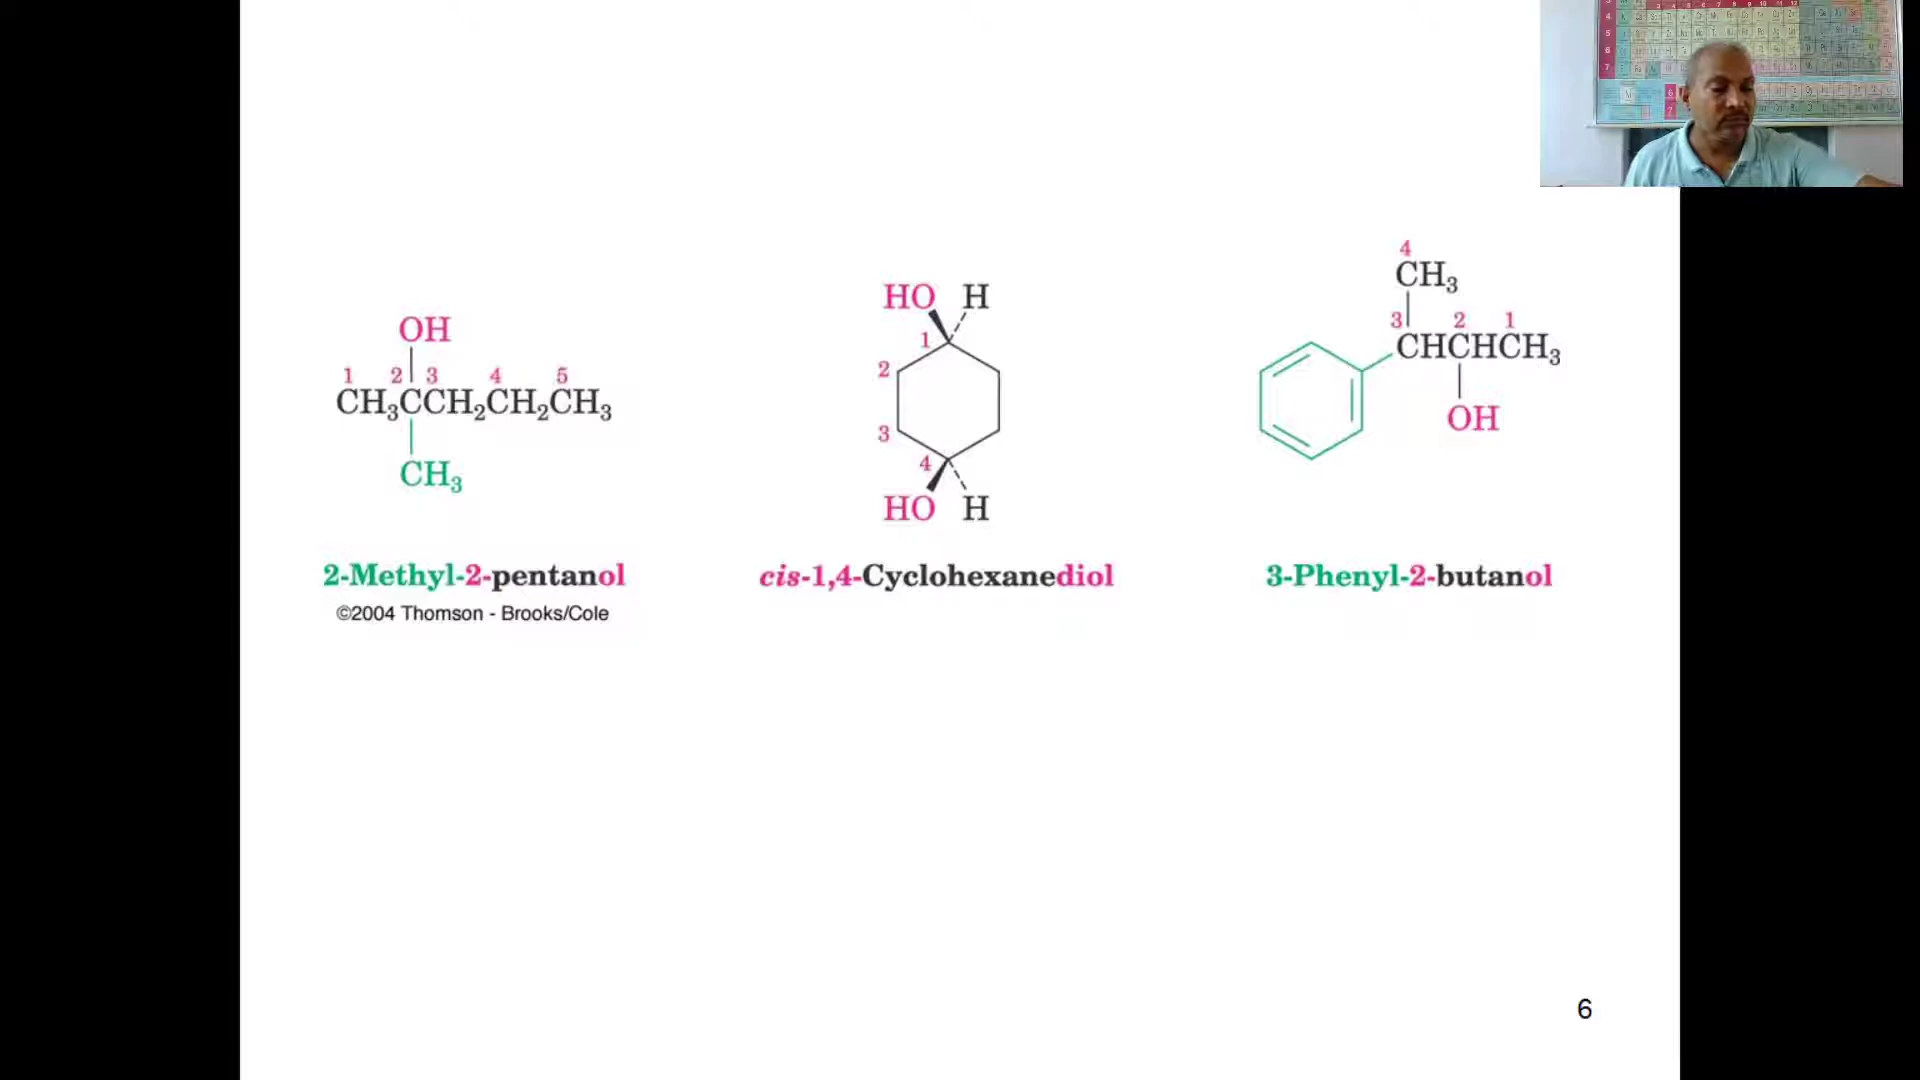 OH
1 2 3 4 5
CH₃CCH₂CH₂CH₃
CH₃
2-Methyl-2-pentanol
©2004 Thomson - Brooks/Cole
HO H
1
2
3
4
HO H
cis-1,4-Cyclohexanediol
4
CH₃
3 2 1
CHCHCH₃
OH
3-Phenyl-2-butanol
6